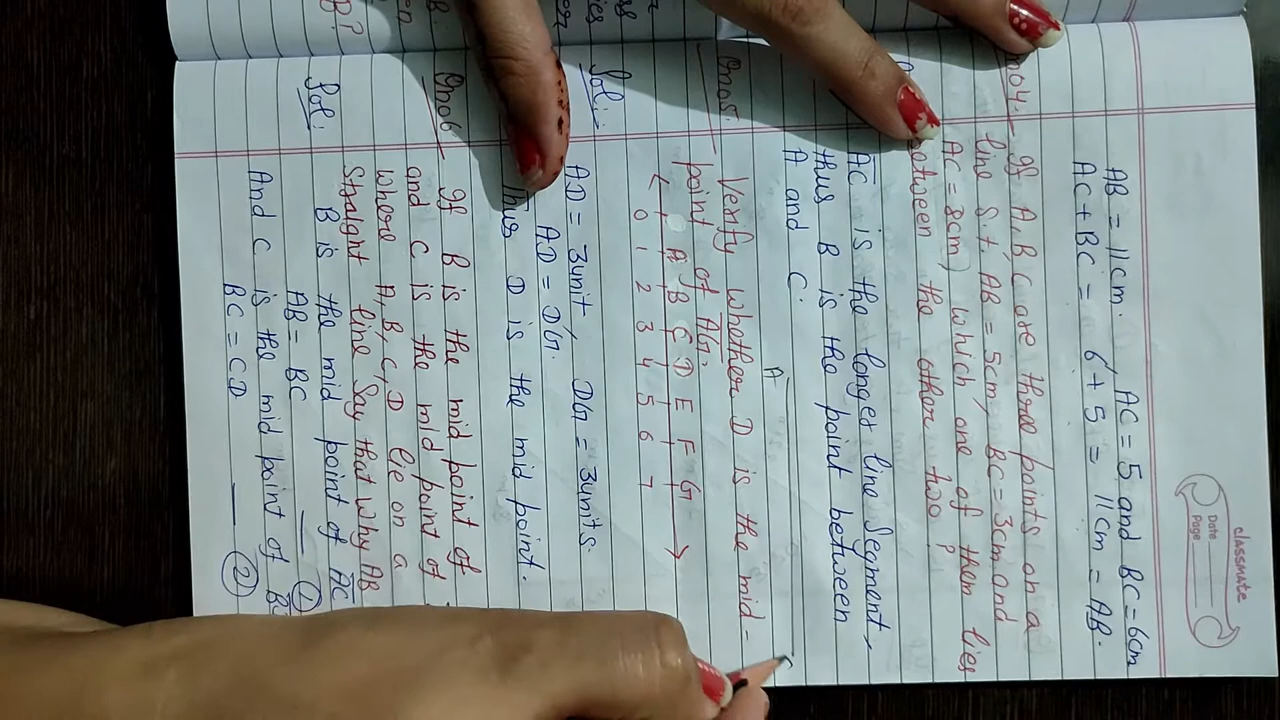 classmate
Date
Page
AB = 11cm. AC = 5 and BC = 6cm
AC + BC = 6 + 5 = 11cm = AB.
no4. If A, B, C are three points on a
line S.t. AB = 5cm, BC = 3cm and
AC = 8cm) which one of them lies
between the other two ?
AC is the longest line segment,
thus B is the point between
A and C.
A
Qno5 Verify whether D is the mid-
point of AG.
A B C D E F G
0 1 2 3 4 5 6 7
Sol. AD = 3unit, DG = 3units.
AD = DG.
Thus D is the mid point.
Qno6 If B is the mid point of
and C is the mid point of
where A, B, C, D lie on a
Straight line Say that why AB
Sol. B is the mid point of AC
AB = BC — 1
And C is the mid point of
BC = CD — 2